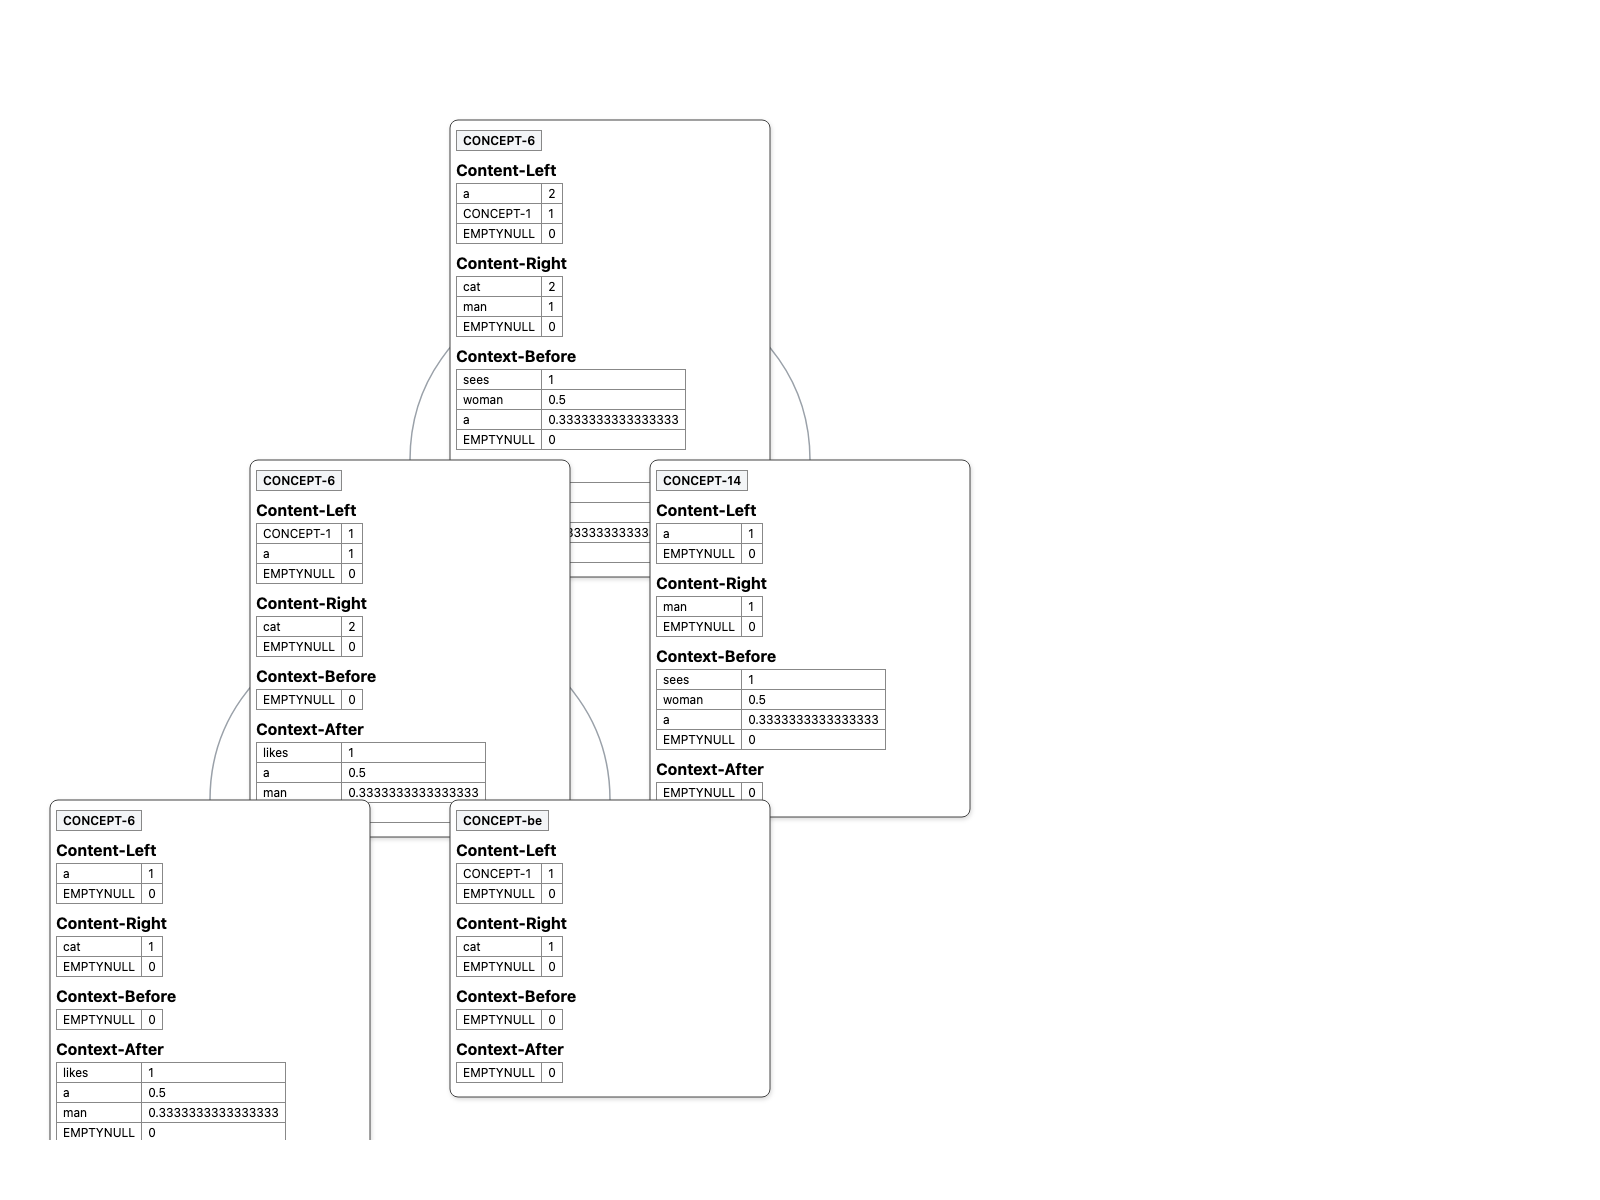 CONCEPT-6
Content-Left
a 2
CONCEPT-1 1
EMPTYNULL 0
Content-Right
cat 2
man 1
EMPTYNULL 0
Context-Before
sees 1
woman 0.5
a 0.3333333333333333
EMPTYNULL 0
CONCEPT-6
Content-Left
CONCEPT-1 1
a 1
EMPTYNULL 0
Content-Right
cat 2
EMPTYNULL 0
Context-Before
EMPTYNULL 0
Context-After
likes 1
a 0.5
man 0.3333333333333333
CONCEPT-14
Content-Left
a 1
EMPTYNULL 0
Content-Right
man 1
EMPTYNULL 0
Context-Before
sees 1
woman 0.5
a 0.3333333333333333
EMPTYNULL 0
Context-After
EMPTYNULL 0
CONCEPT-6
Content-Left
a 1
EMPTYNULL 0
Content-Right
cat 1
EMPTYNULL 0
Context-Before
EMPTYNULL 0
Context-After
likes 1
a 0.5
man 0.3333333333333333
EMPTYNULL 0
CONCEPT-be
Content-Left
CONCEPT-1 1
EMPTYNULL 0
Content-Right
cat 1
EMPTYNULL 0
Context-Before
EMPTYNULL 0
Context-After
EMPTYNULL 0